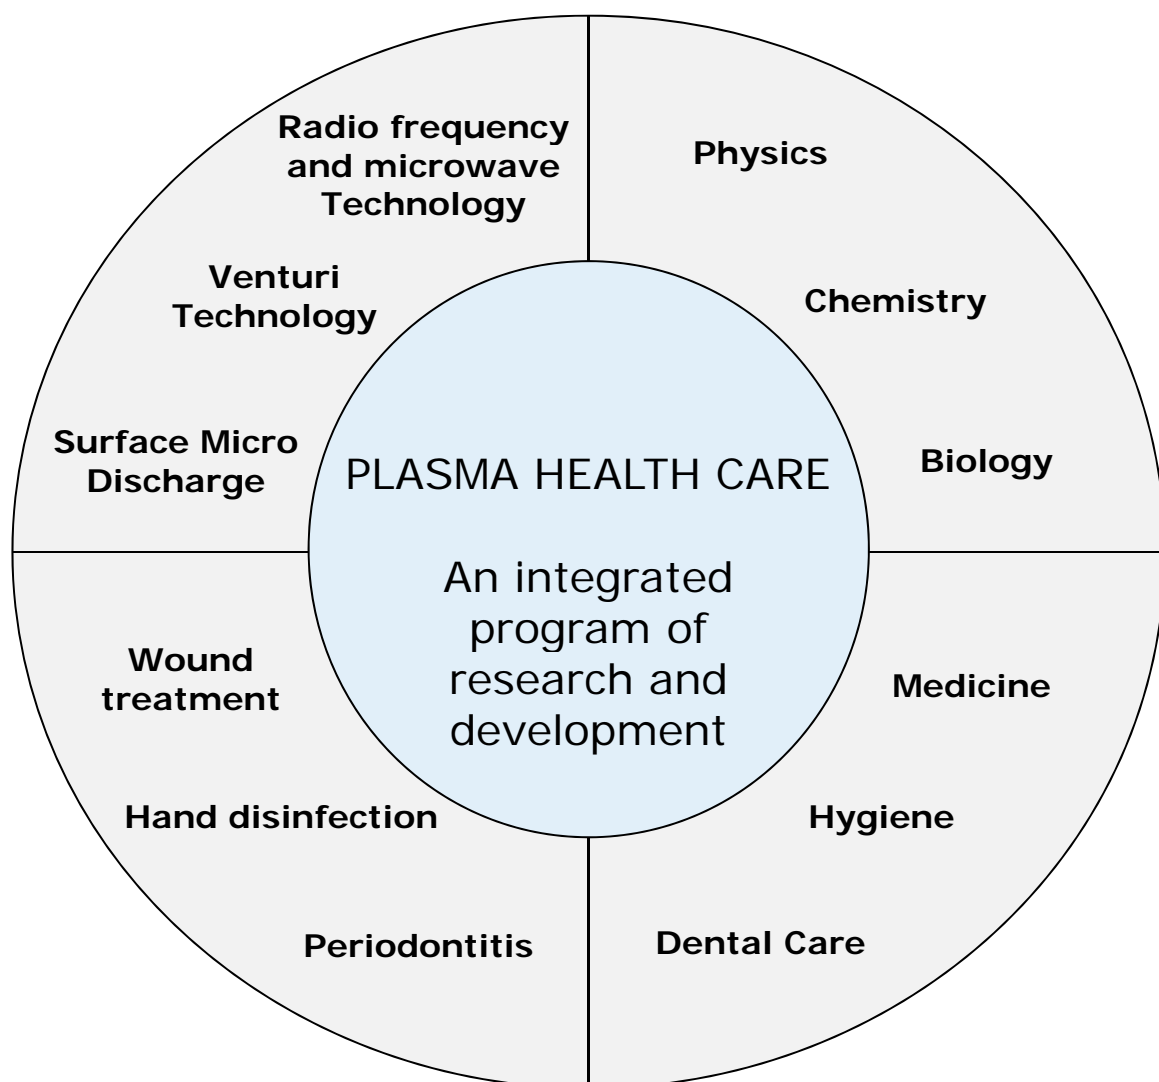 Radio frequency
and microwave
Technology
Venturi
Technology
Surface Micro
Discharge
Physics
Chemistry
Biology
PLASMA HEALTH CARE
An integrated
program of
research and
development
Wound
treatment
Hand disinfection
Periodontitis
Medicine
Hygiene
Dental Care